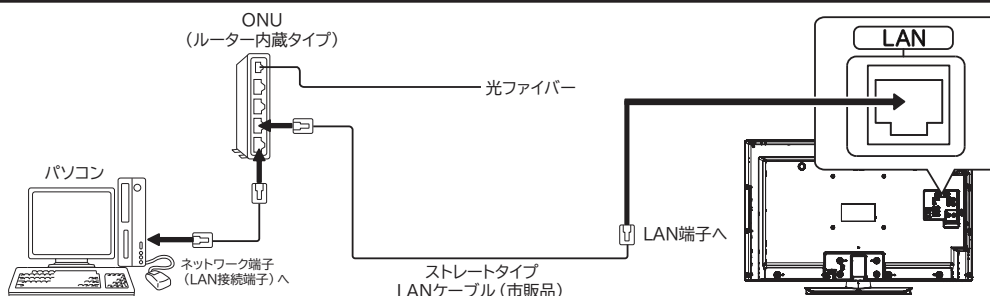 ONU
（ルーター内蔵タイプ）
LAN
光ファイバー
パソコン
LAN端子へ
ネットワーク端子
（LAN接続端子）へ
ストレートタイプ
LANケーブル（市販品）